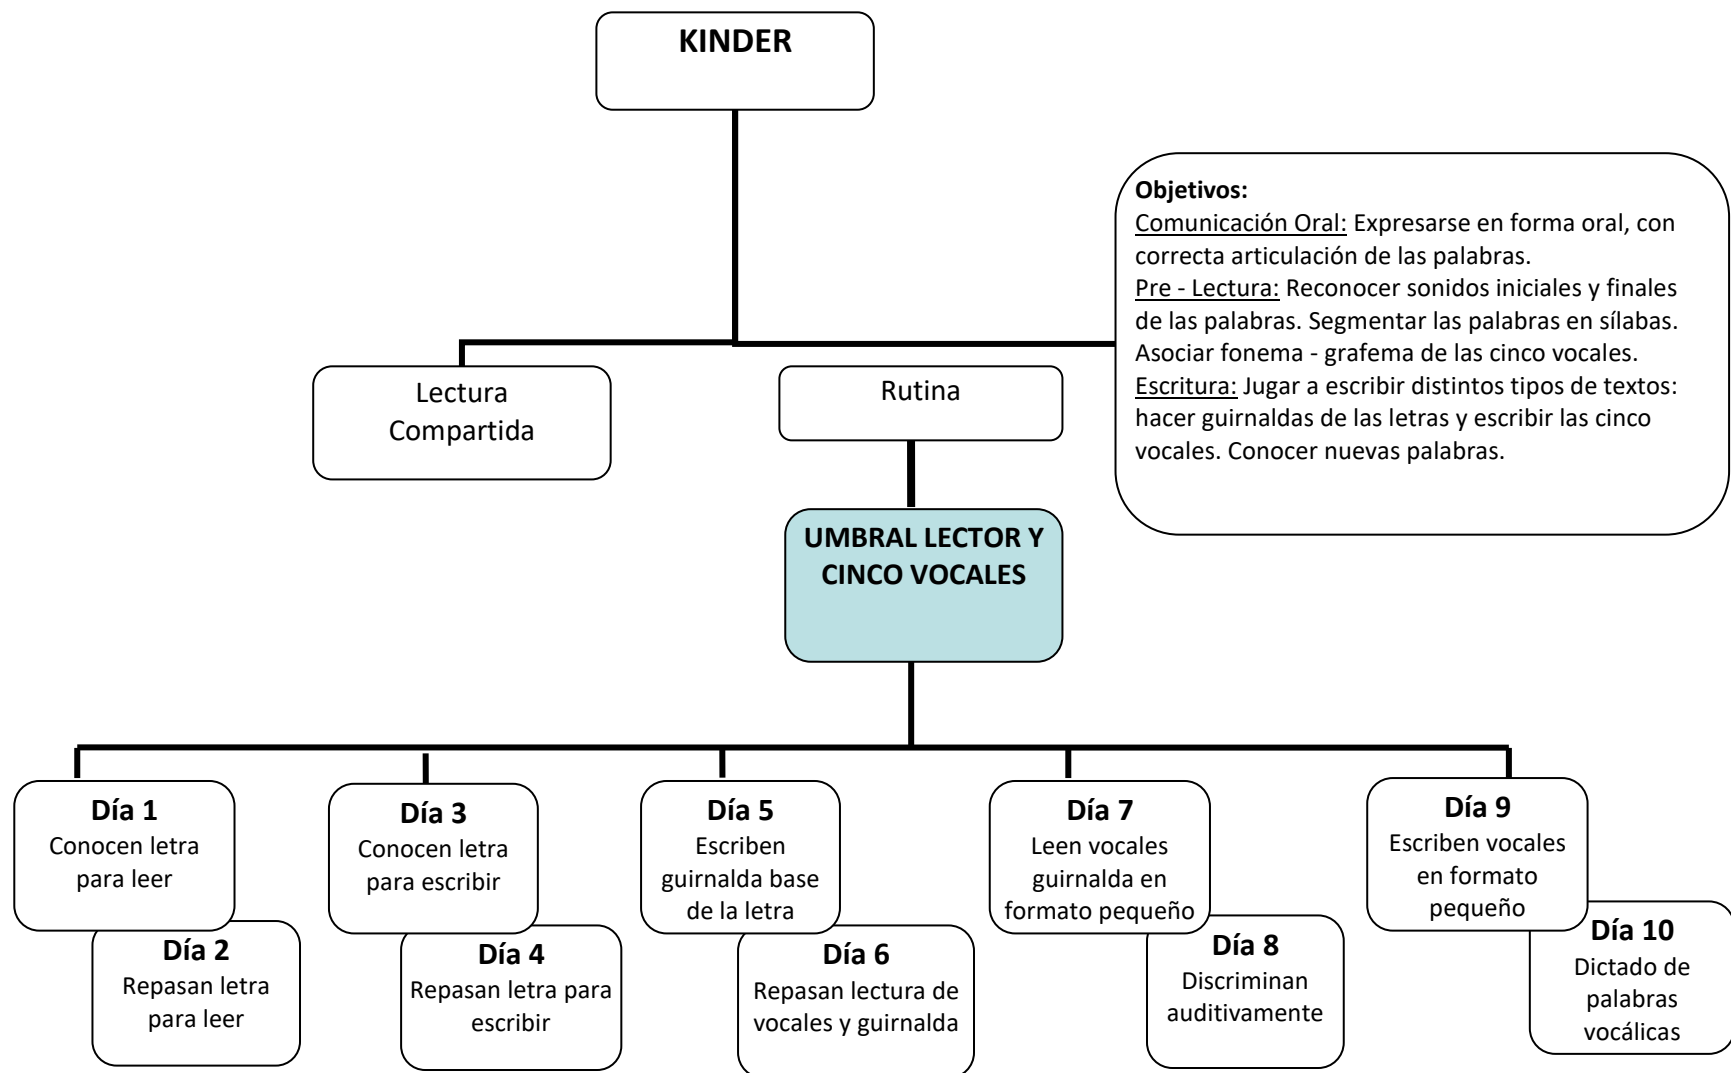 KINDER
Objetivos:
Comunicación Oral: Expresarse en forma oral, con
correcta articulación de las palabras.
Pre - Lectura: Reconocer sonidos iniciales y finales
de las palabras. Segmentar las palabras en sílabas.
Asociar fonema - grafema de las cinco vocales.
Escritura: Jugar a escribir distintos tipos de textos:
hacer guirnaldas de las letras y escribir las cinco
vocales. Conocer nuevas palabras.
Lectura
Compartida
Rutina
UMBRAL LECTOR Y
CINCO VOCALES
Día 1
Conocen letra
para leer
Día 2
Repasan letra
para leer
Día 3
Conocen letra
para escribir
Día 4
Repasan letra para
escribir
Día 5
Escriben
guirnalda base
de la letra
Día 6
Repasan lectura de
vocales y guirnalda
Día 7
Leen vocales
guirnalda en
formato pequeño
Día 8
Discriminan
auditivamente
Día 9
Escriben vocales
en formato
pequeño
Día 10
Dictado de
palabras
vocálicas